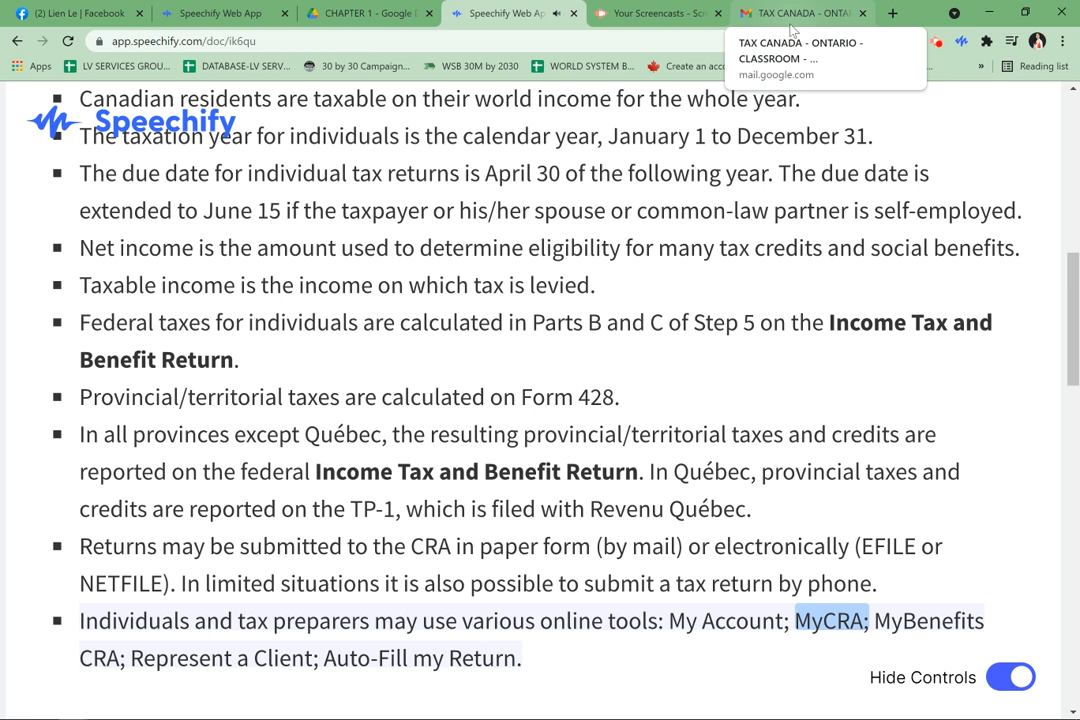 (2) Lien Le | Facebook
Speechify Web App
CHAPTER 1 - Google
Speechify Web Ap
Your Screencasts - Scr
TAX CANADA - ONTA
app.speechify.com/doc/ik6qu
Apps
LV SERVICES GROU...
DATABASE-LV SERV...
30 by 30 Campaign...
WSB 30M by 2030
WORLD SYSTEM B...
Create an acc
»
Reading list
TAX CANADA - ONTARIO -
CLASSROOM - ...
mail.google.com
Speechify
Canadian residents are taxable on their world income for the whole year.
The taxation year for individuals is the calendar year, January 1 to December 31.
The due date for individual tax returns is April 30 of the following year. The due date is
extended to June 15 if the taxpayer or his/her spouse or common-law partner is self-employed.
Net income is the amount used to determine eligibility for many tax credits and social benefits.
Taxable income is the income on which tax is levied.
Federal taxes for individuals are calculated in Parts B and C of Step 5 on the Income Tax and
Benefit Return.
Provincial/territorial taxes are calculated on Form 428.
In all provinces except Québec, the resulting provincial/territorial taxes and credits are
reported on the federal Income Tax and Benefit Return. In Québec, provincial taxes and
credits are reported on the TP-1, which is filed with Revenu Québec.
Returns may be submitted to the CRA in paper form (by mail) or electronically (EFILE or
NETFILE). In limited situations it is also possible to submit a tax return by phone.
Individuals and tax preparers may use various online tools: My Account; MyCRA; MyBenefits
CRA; Represent a Client; Auto-Fill my Return.
Hide Controls